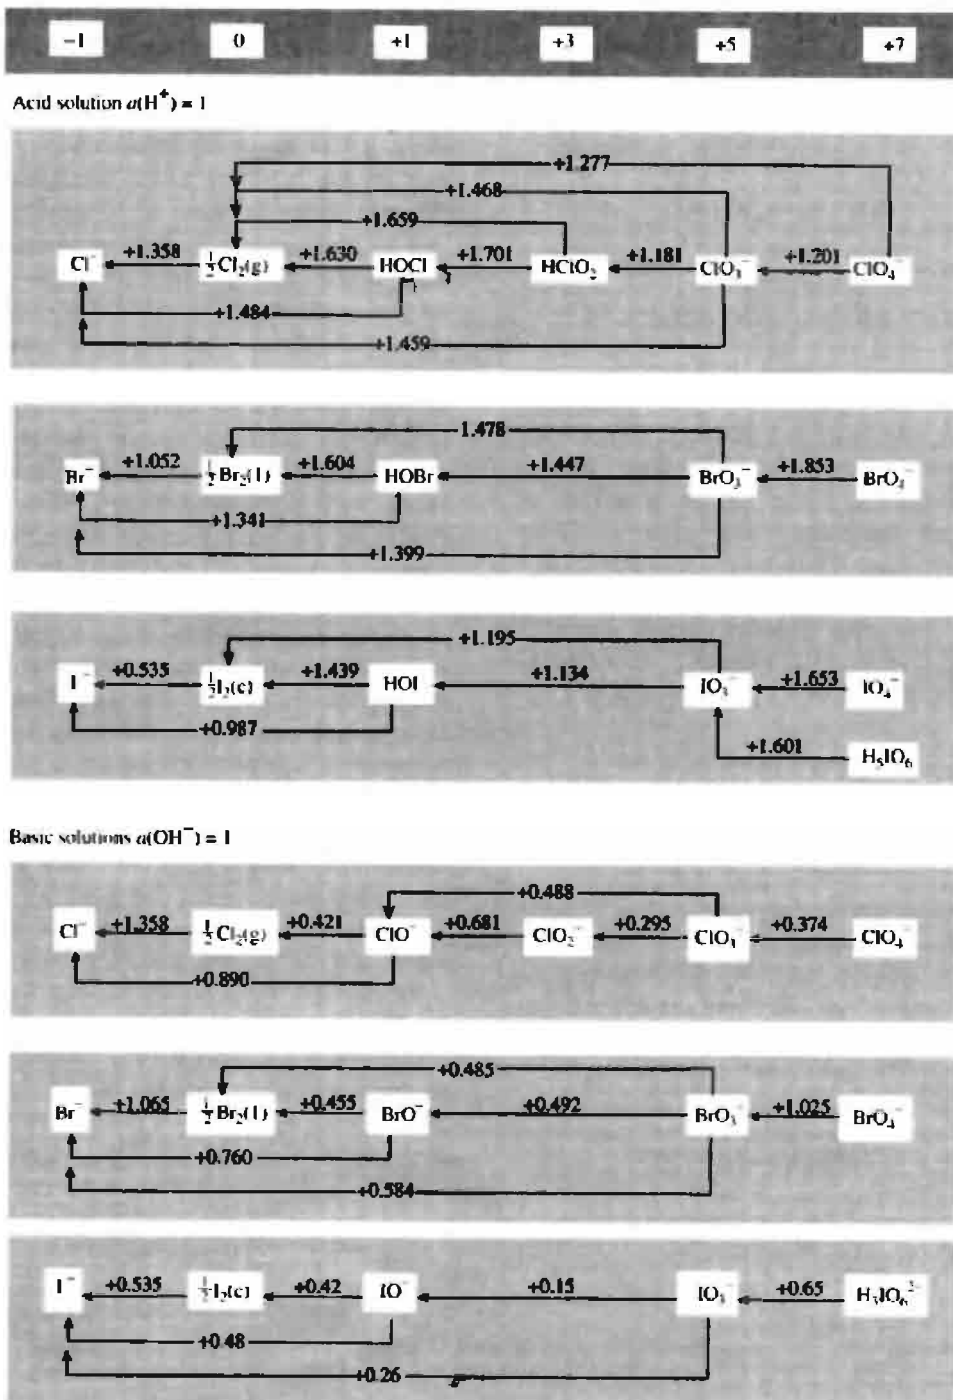 −1 0 +1 +3 +5 +7
Acid solution a(H⁺) = 1
+1.277
+1.468
+1.659
Cl⁻ +1.358 ½Cl₂(g) +1.630 HOCl +1.701 HClO₂ +1.181 ClO₃⁻ +1.201 ClO₄⁻
+1.484
+1.459
1.478
Br⁻ +1.052 ½Br₂(l) +1.604 HOBr +1.447 BrO₃⁻ +1.853 BrO₄⁻
+1.341
+1.399
+1.195
I⁻ +0.535 ½I₂(c) +1.439 HOI +1.134 IO₃⁻ +1.653 IO₄⁻
+0.987
+1.601 H₅IO₆
Basic solutions a(OH⁻) = 1
+0.488
Cl⁻ +1.358 ½Cl₂(g) +0.421 ClO⁻ +0.681 ClO₂⁻ +0.295 ClO₃⁻ +0.374 ClO₄⁻
+0.890
+0.485
Br⁻ +1.065 ½Br₂(l) +0.455 BrO⁻ +0.492 BrO₃⁻ +1.025 BrO₄⁻
+0.760
+0.584
I⁻ +0.535 ½I₂(c) +0.42 IO⁻ +0.15 IO₃⁻ +0.65 H₃IO₆²⁻
+0.48
+0.26